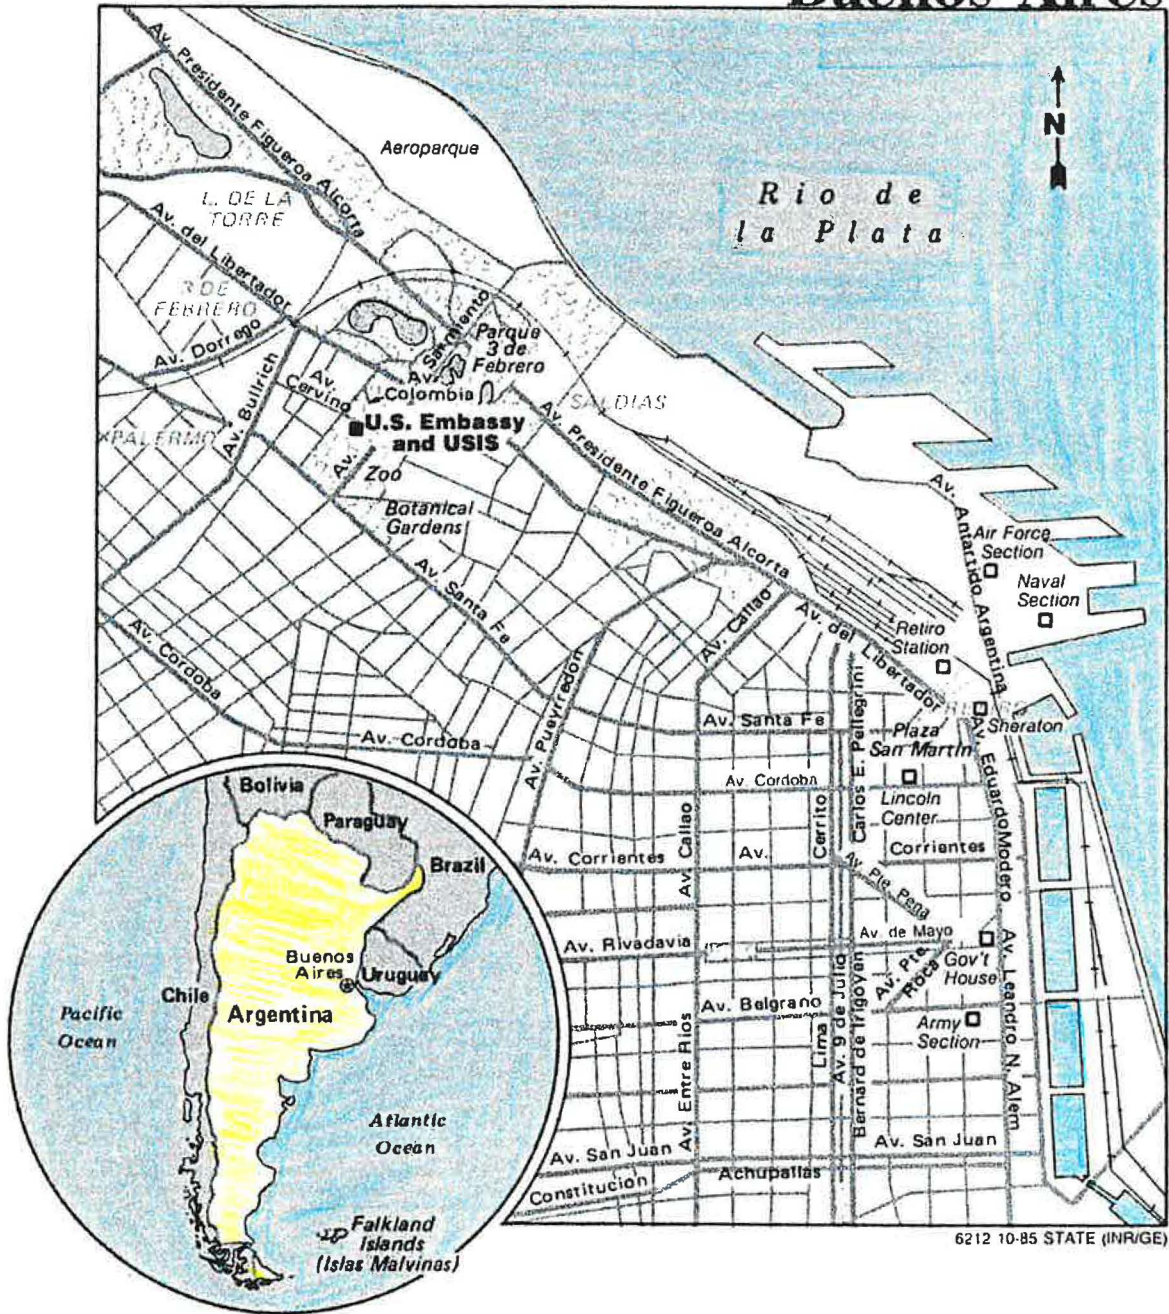 Buenos Aires
Av. Presidente Figueroa Alcorta
Aeroparque
N
Rio de
la Plata
L. DE LA
TORRE
Av. del Libertador
3 DE
FEBRERO
Av. Dorrego
Sarmiento
Parque
3 de
Febrero
Av. Bullrich
Av.
Cervino
Av.
Colombia
SALDIAS
PALERMO
U.S. Embassy
and USIS
Av.
Zoo
Botanical
Gardens
Av. Presidente Figueroa Alcorta
Av. Antartido Argentina
Air Force
Section
Naval
Section
Av. Santa Fe
Av. Callao
Av. del Libertador
Retiro
Station
Av. Cordoba
Av. Pueyrredon
Av. Santa Fe
Carlos E. Pellegrini
Plaza
San Martin
Sheraton
Av. Cordoba
Av. Cordoba
Lincoln
Center
Av. Eduardo Modero
Av. Callao
Cerrito
Av. Corrientes
Av.
Corrientes
Av. Pte. Pena
Av. Rivadavia
Av. de Mayo
Av. Pte.
Roca
Gov't
House
Av. Leandro N. Alem
Av. Belgrano
Army
Section
Av. Entre Rios
Lima
Av. 9 de Julio
Bernard de Irigoyan
Av. San Juan
Av. San Juan
Constitucion
Achupallas
Bolivia
Paraguay
Brazil
Buenos
Aires
Uruguay
Chile
Argentina
Pacific
Ocean
Atlantic
Ocean
Falkland
Islands
(Islas Malvinas)
6212 10-85 STATE (INR/GE)